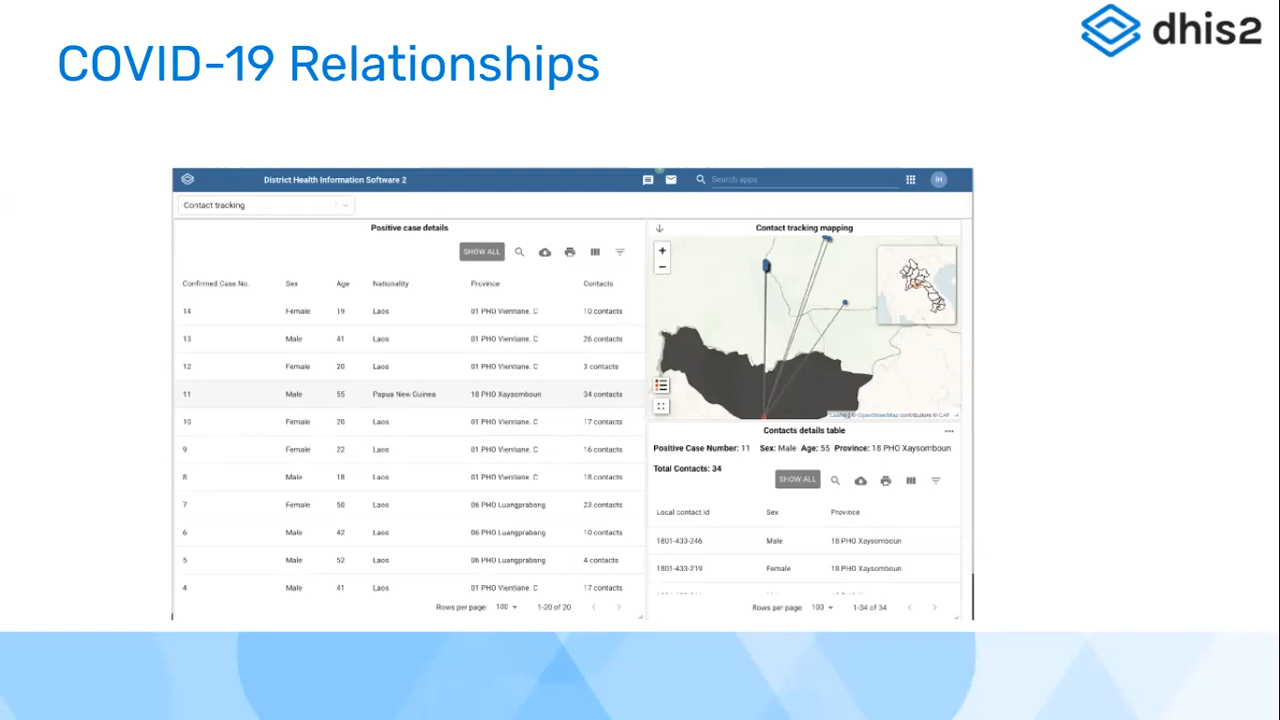 COVID-19 Relationships
dhis2
District Health Information Software 2
Search apps
IH
Contact tracking
Positive case details
SHOW ALL
Confirmed Case No. Sex Age Nationality Province Contacts
14 Female 19 Laos 01 PHO Vientiane. C 10 contacts
13 Male 41 Laos 01 PHO Vientiane. C 26 contacts
12 Female 20 Laos 01 PHO Vientiane. C 3 contacts
11 Male 55 Papua New Guinea 18 PHO Xaysomboun 34 contacts
10 Female 20 Laos 01 PHO Vientiane. C 17 contacts
9 Female 22 Laos 01 PHO Vientiane. C 16 contacts
8 Male 18 Laos 01 PHO Vientiane. C 18 contacts
7 Female 50 Laos 06 PHO Luangprabang 23 contacts
6 Male 42 Laos 06 PHO Luangprabang 10 contacts
5 Male 52 Laos 06 PHO Luangprabang 4 contacts
4 Male 41 Laos 01 PHO Vientiane. C 17 contacts
Rows per page: 100 1-20 of 20
Contact tracking mapping
Leaflet | © OpenStreetMap contributors ©
Contacts details table
Positive Case Number: 11 Sex: Male Age: 55 Province: 18 PHO Xaysomboun
Total Contacts: 34
SHOW ALL
Local contact id Sex Province
1801-433-246 Male 18 PHO Xaysomboun
1801-433-219 Female 18 PHO Xaysomboun
Rows per page: 100 1-34 of 34